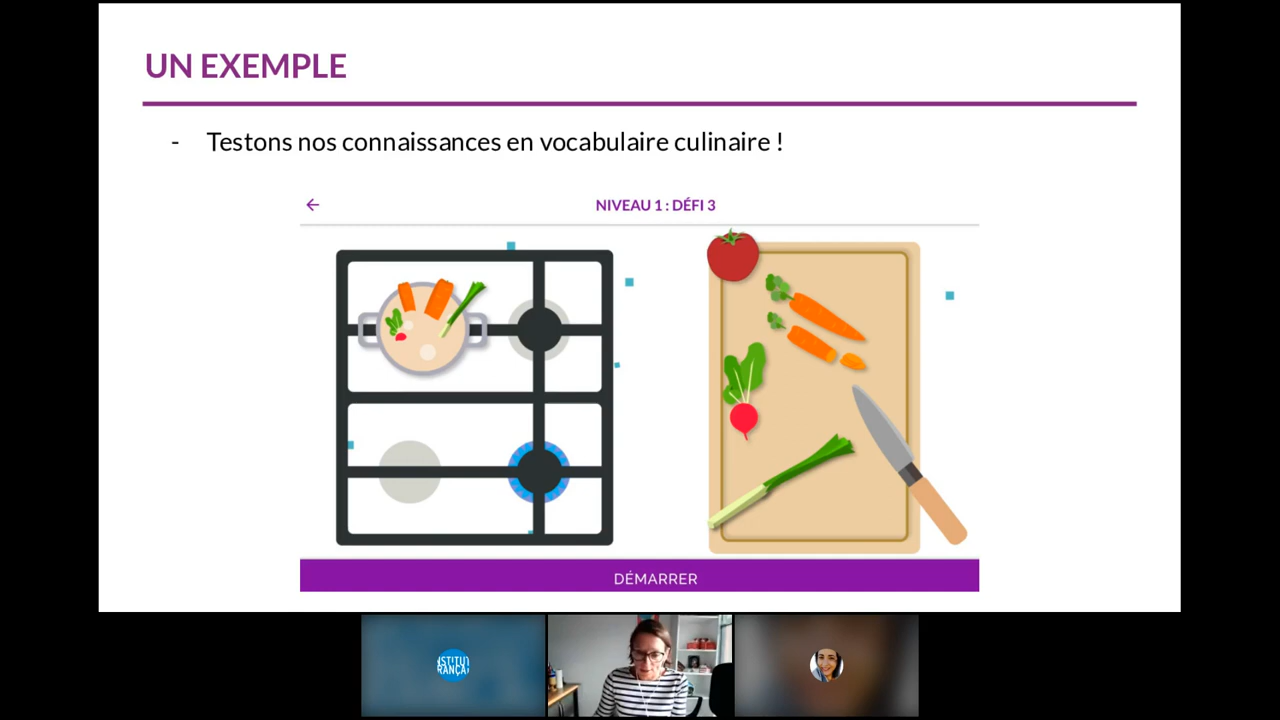 UN EXEMPLE
- Testons nos connaissances en vocabulaire culinaire !
NIVEAU 1 : DÉFI 3
DÉMARRER